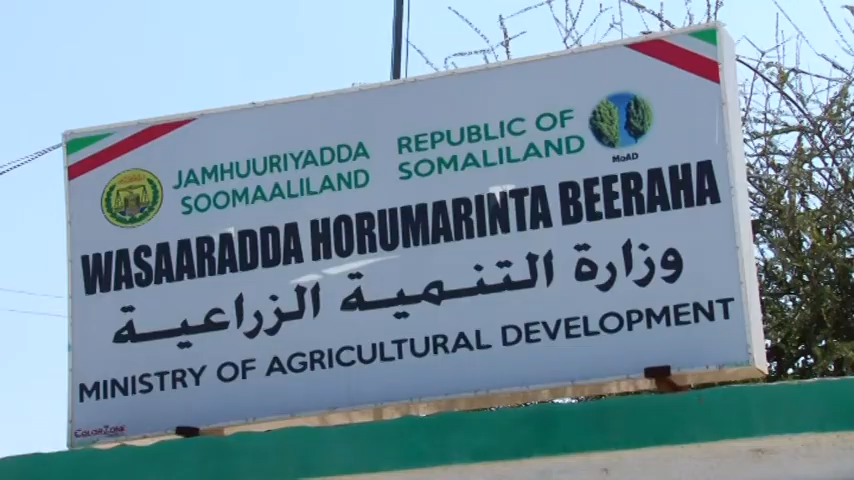 JAMHUURIYADDA
SOOMAALILAND
REPUBLIC OF
SOMALILAND
MoAD
WASAARADDA HORUMARINTA BEERAHA
وزارة التنمية الزراعية
MINISTRY OF AGRICULTURAL DEVELOPMENT
COLORZONE